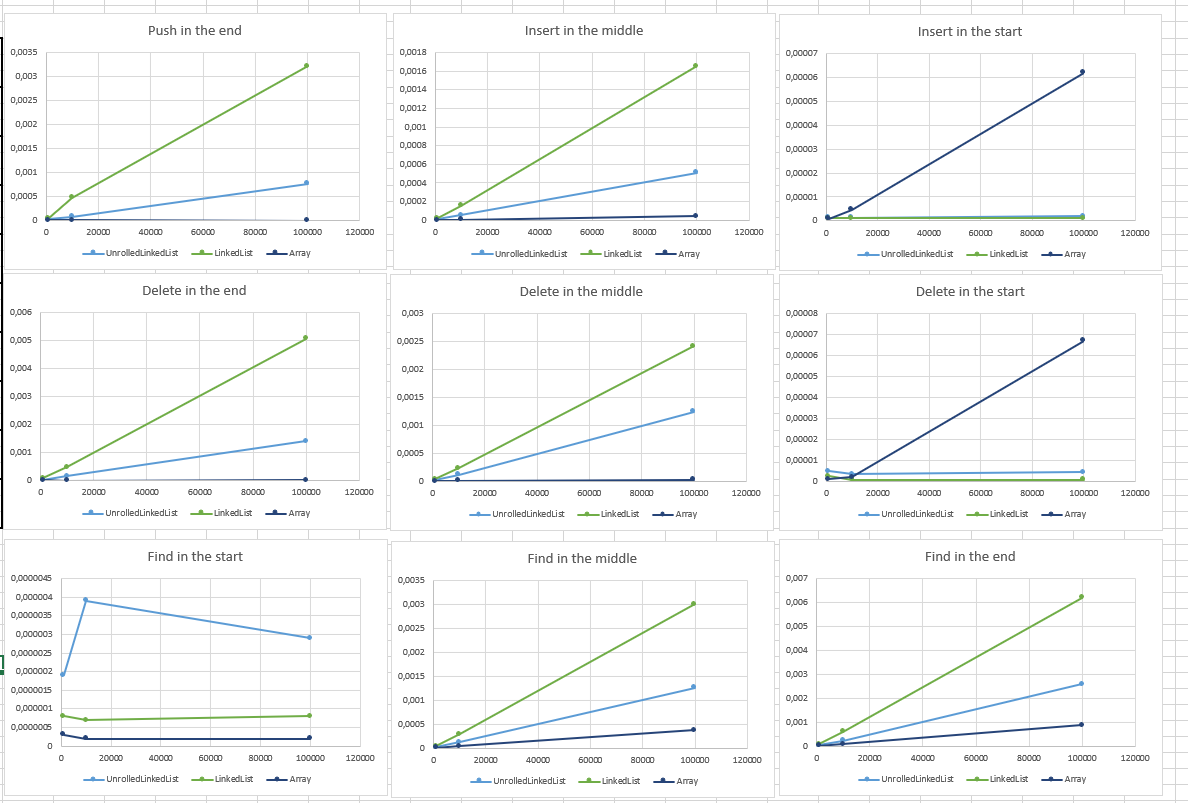 Push in the end
0,0035
0,003
0,0025
0,002
0,0015
0,001
0,0005
0
0 20000 40000 60000 80000 100000 120000
UnrolledLinkedList LinkedList Array
Insert in the middle
0,0018
0,0016
0,0014
0,0012
0,001
0,0008
0,0006
0,0004
0,0002
0
0 20000 40000 60000 80000 100000 120000
UnrolledLinkedList LinkedList Array
Insert in the start
0,00007
0,00006
0,00005
0,00004
0,00003
0,00002
0,00001
0
0 20000 40000 60000 80000 100000 120000
UnrolledLinkedList LinkedList Array
Delete in the end
0,006
0,005
0,004
0,003
0,002
0,001
0
0 20000 40000 60000 80000 100000 120000
UnrolledLinkedList LinkedList Array
Delete in the middle
0,003
0,0025
0,002
0,0015
0,001
0,0005
0
0 20000 40000 60000 80000 100000 120000
UnrolledLinkedList LinkedList Array
Delete in the start
0,00008
0,00007
0,00006
0,00005
0,00004
0,00003
0,00002
0,00001
0
0 20000 40000 60000 80000 100000 120000
UnrolledLinkedList LinkedList Array
Find in the start
0,0000045
0,000004
0,0000035
0,000003
0,0000025
0,000002
0,0000015
0,000001
0,0000005
0
0 20000 40000 60000 80000 100000 120000
UnrolledLinkedList LinkedList Array
Find in the middle
0,0035
0,003
0,0025
0,002
0,0015
0,001
0,0005
0
0 20000 40000 60000 80000 100000 120000
UnrolledLinkedList LinkedList Array
Find in the end
0,007
0,006
0,005
0,004
0,003
0,002
0,001
0
0 20000 40000 60000 80000 100000 120000
UnrolledLinkedList LinkedList Array